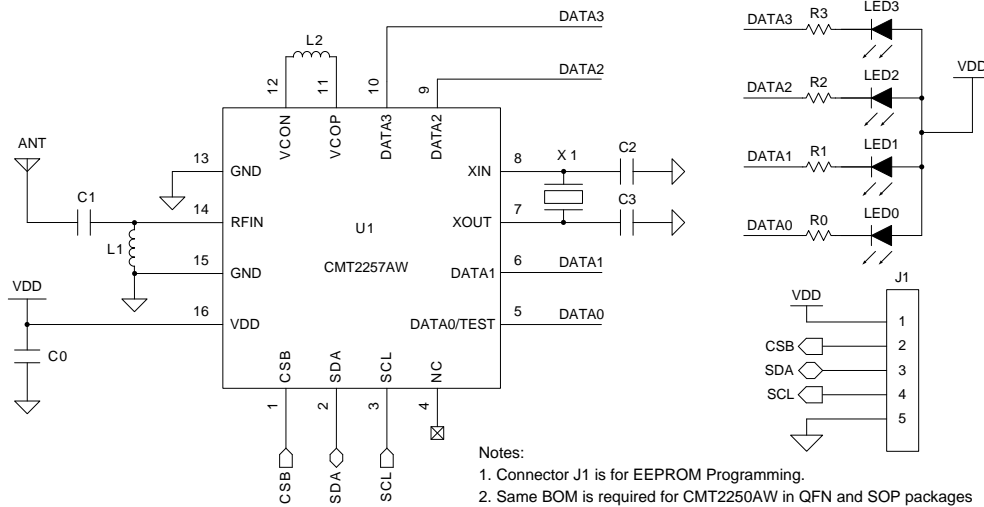 DATA3
DATA2
L2
12
11
10
9
VCON
VCOP
DATA3
DATA2
ANT
13
GND
XIN
8
X 1
C2
C1
14
RFIN
U1
XOUT
7
C3
L1
15
GND
CMT2257AW
DATA1
6
DATA1
VDD
16
VDD
DATA0/TEST
5
DATA0
C0
CSB
SDA
SCL
NC
1
2
3
4
CSB
SDA
SCL
DATA3
R3
LED3
VDD
DATA2
R2
LED2
DATA1
R1
LED1
DATA0
R0
LED0
J1
VDD
1
CSB
2
SDA
3
SCL
4
5
Notes:
1. Connector J1 is for EEPROM Programming.
2. Same BOM is required for CMT2250AW in QFN and SOP packages